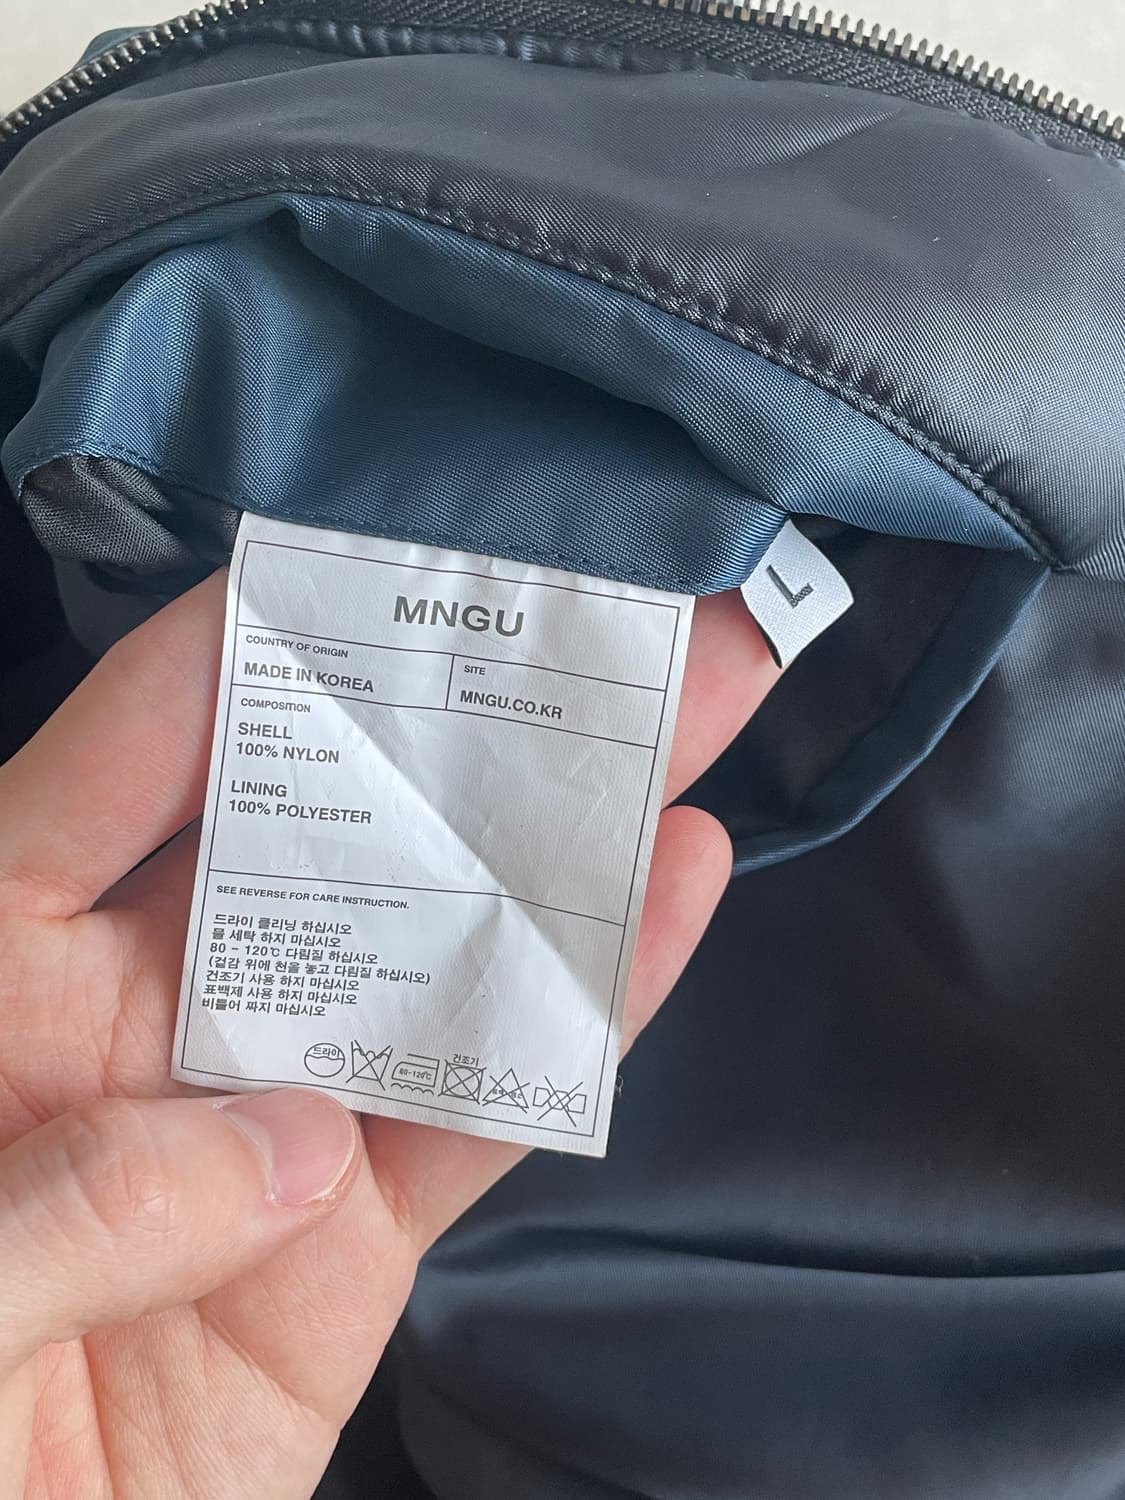 MNGU
COUNTRY OF ORIGIN
MADE IN KOREA
SITE
MNGU.CO.KR
COMPOSITION
SHELL
100% NYLON
LINING
100% POLYESTER
SEE REVERSE FOR CARE INSTRUCTION.
드라이 클리닝 하십시오
물 세탁 하지 마십시오
80 - 120℃ 다림질 하십시오
(겉감 위에 천을 놓고 다림질 하십시오)
건조기 사용 하지 마십시오
표백제 사용 하지 마십시오
비틀어 짜지 마십시오
드라이
80-120℃
건조기
L